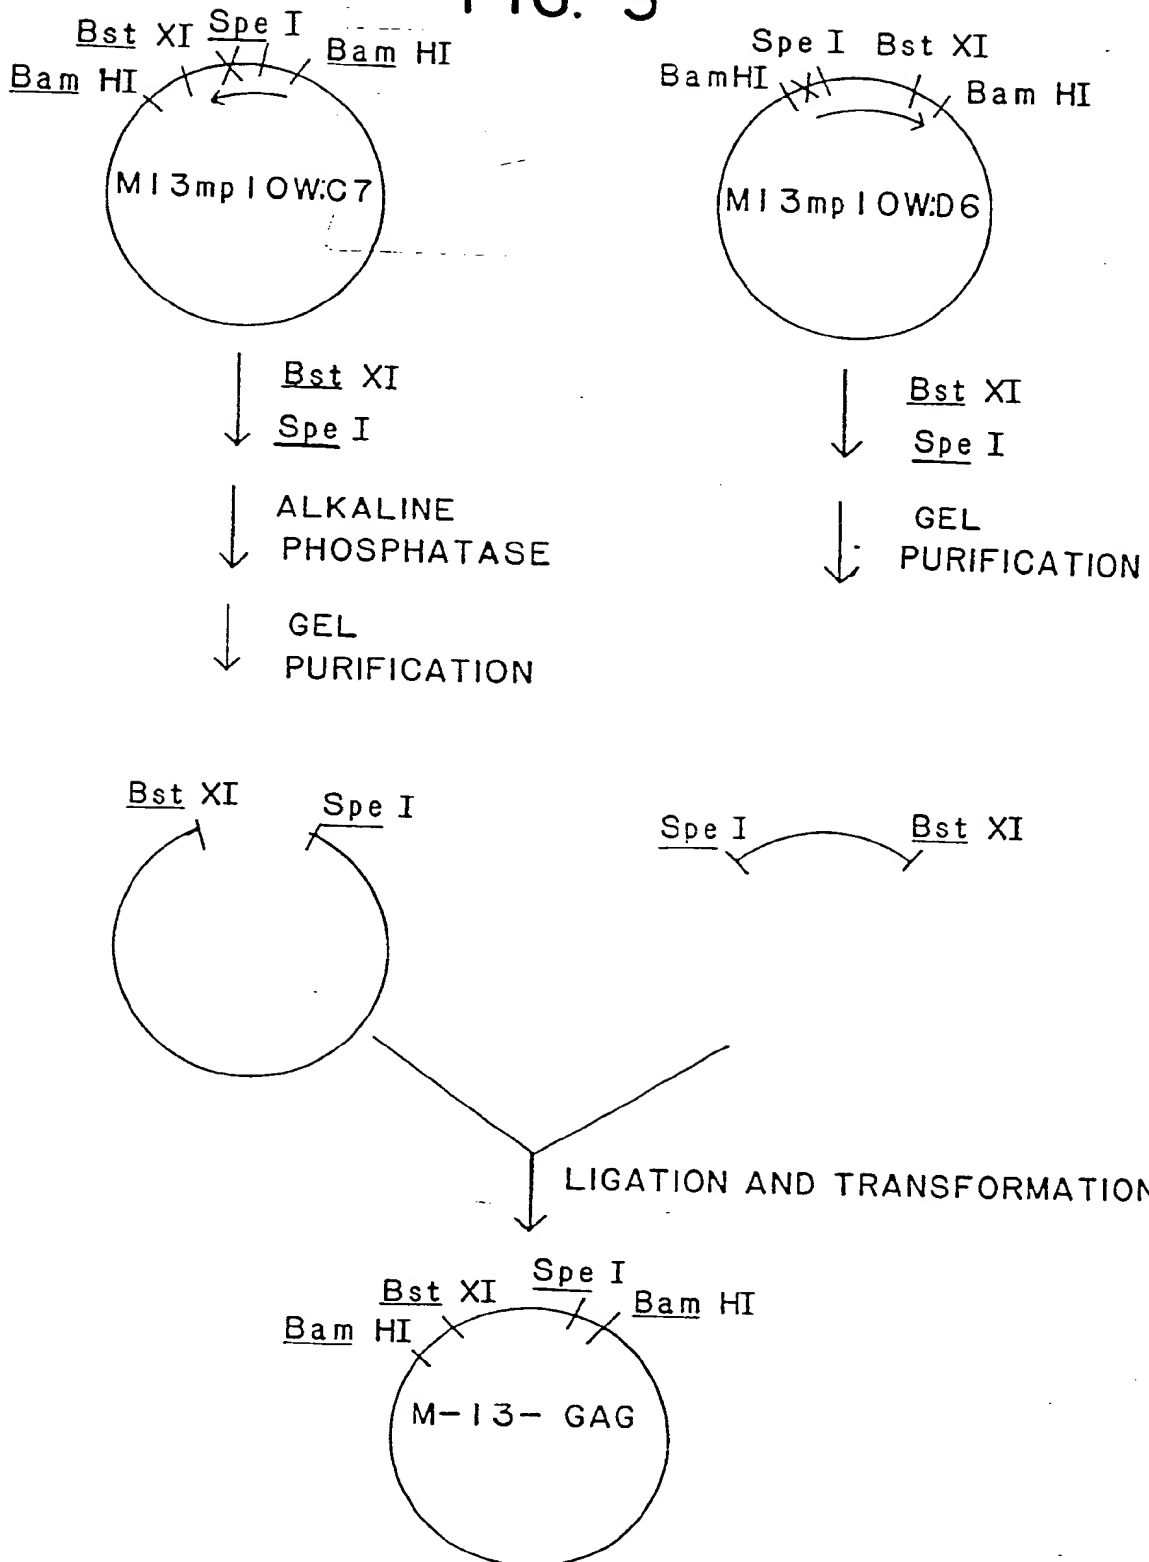 FIG. 5
Bst XI
Spe I
Bam HI
Bam HI
M13mp10W:C7
Spe I
Bst XI
BamHI
Bam HI
M13mp10W:D6
Bst XI
Spe I
ALKALINE
PHOSPHATASE
GEL
PURIFICATION
Bst XI
Spe I
GEL
PURIFICATION
Bst XI
Spe I
Spe I
Bst XI
LIGATION AND TRANSFORMATION
Bst XI
Spe I
Bam HI
Bam HI
M-13- GAG